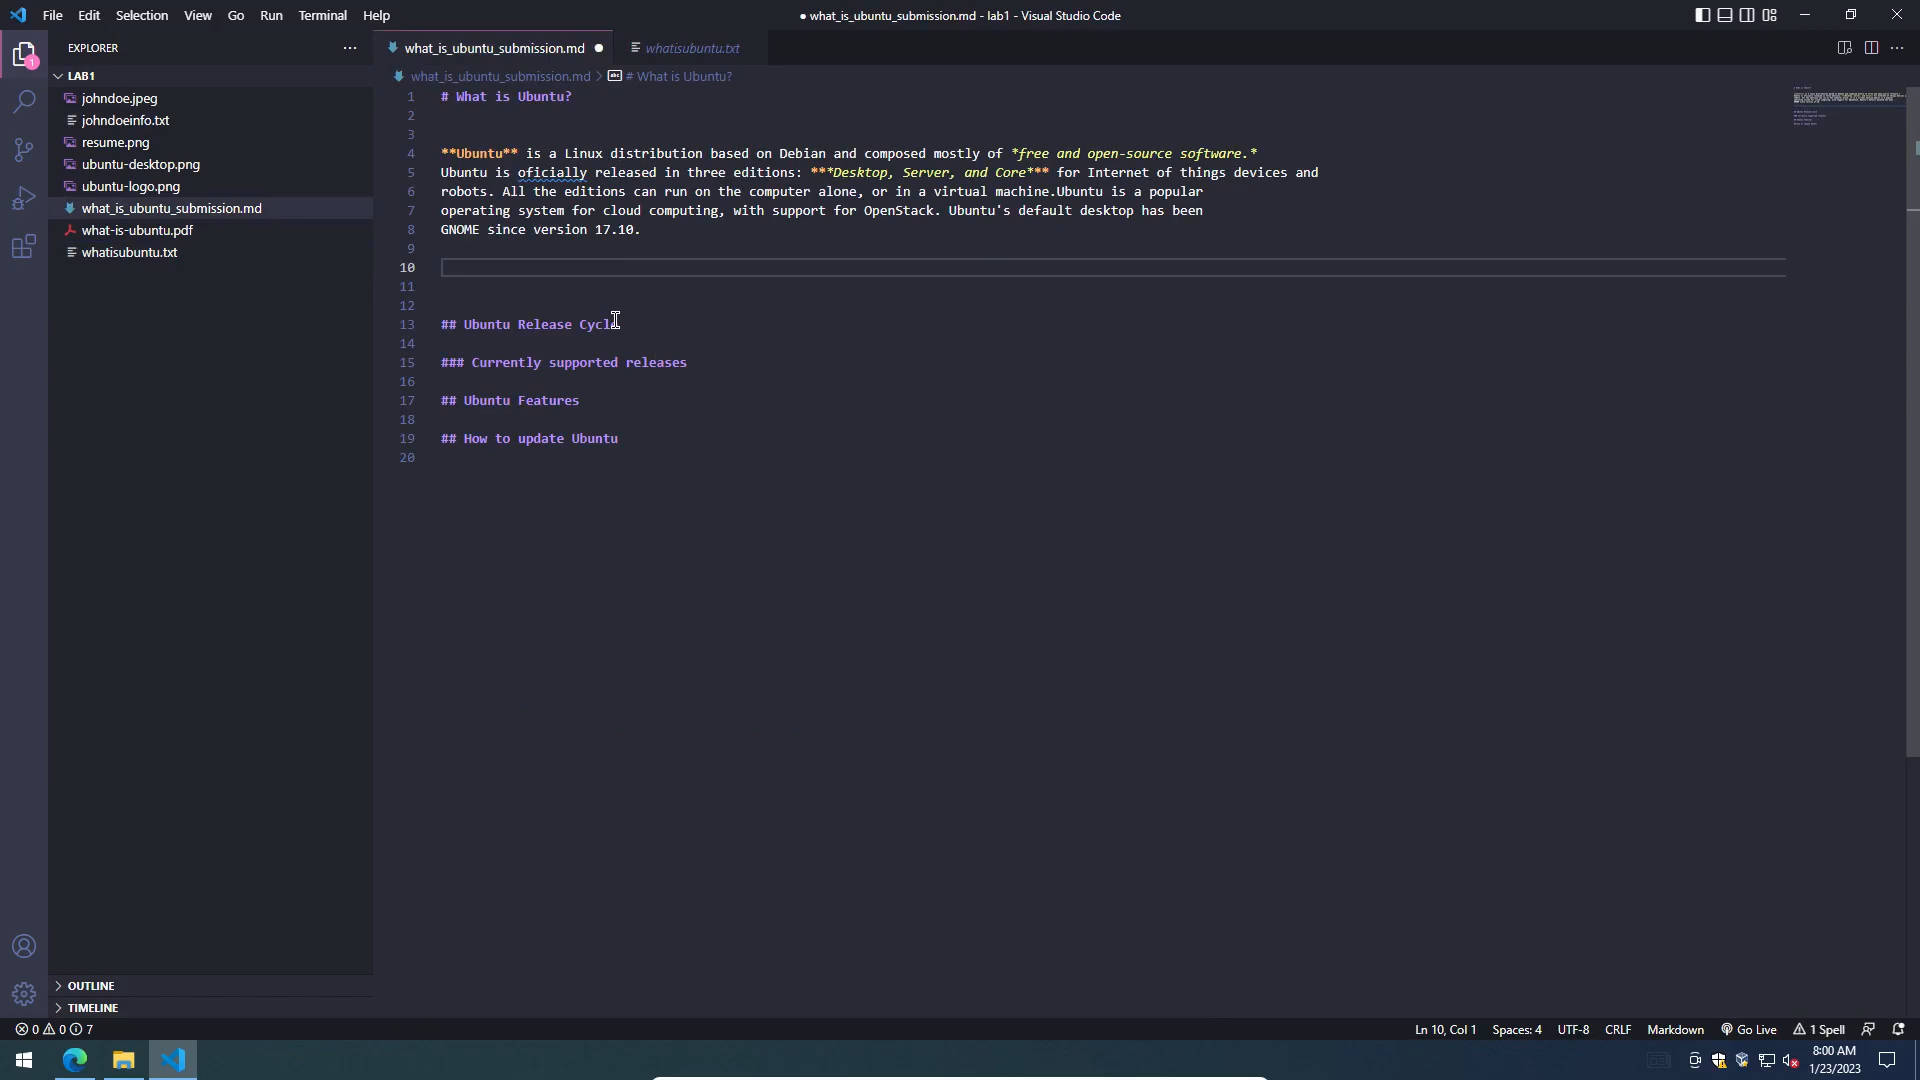 File Edit Selection View Go Run Terminal Help
● what_is_ubuntu_submission.md - lab1 - Visual Studio Code
EXPLORER
LAB1
johndoe.jpeg
johndoeinfo.txt
resume.png
ubuntu-desktop.png
ubuntu-logo.png
what_is_ubuntu_submission.md
what-is-ubuntu.pdf
whatisubuntu.txt
OUTLINE
TIMELINE
1
what_is_ubuntu_submission.md ● whatisubuntu.txt
what_is_ubuntu_submission.md > # What is Ubuntu?
1 # What is Ubuntu?
2
3
4 **Ubuntu** is a Linux distribution based on Debian and composed mostly of *free and open-source software.*
5 Ubuntu is oficially released in three editions: ***Desktop, Server, and Core*** for Internet of things devices and
6 robots. All the editions can run on the computer alone, or in a virtual machine.Ubuntu is a popular
7 operating system for cloud computing, with support for OpenStack. Ubuntu's default desktop has been
8 GNOME since version 17.10.
9
10
11
12
13 ## Ubuntu Release Cycle
14
15 ### Currently supported releases
16
17 ## Ubuntu Features
18
19 ## How to update Ubuntu
20
0 0 7
Ln 10, Col 1 Spaces: 4 UTF-8 CRLF Markdown Go Live 1 Spell
8:00 AM
1/23/2023